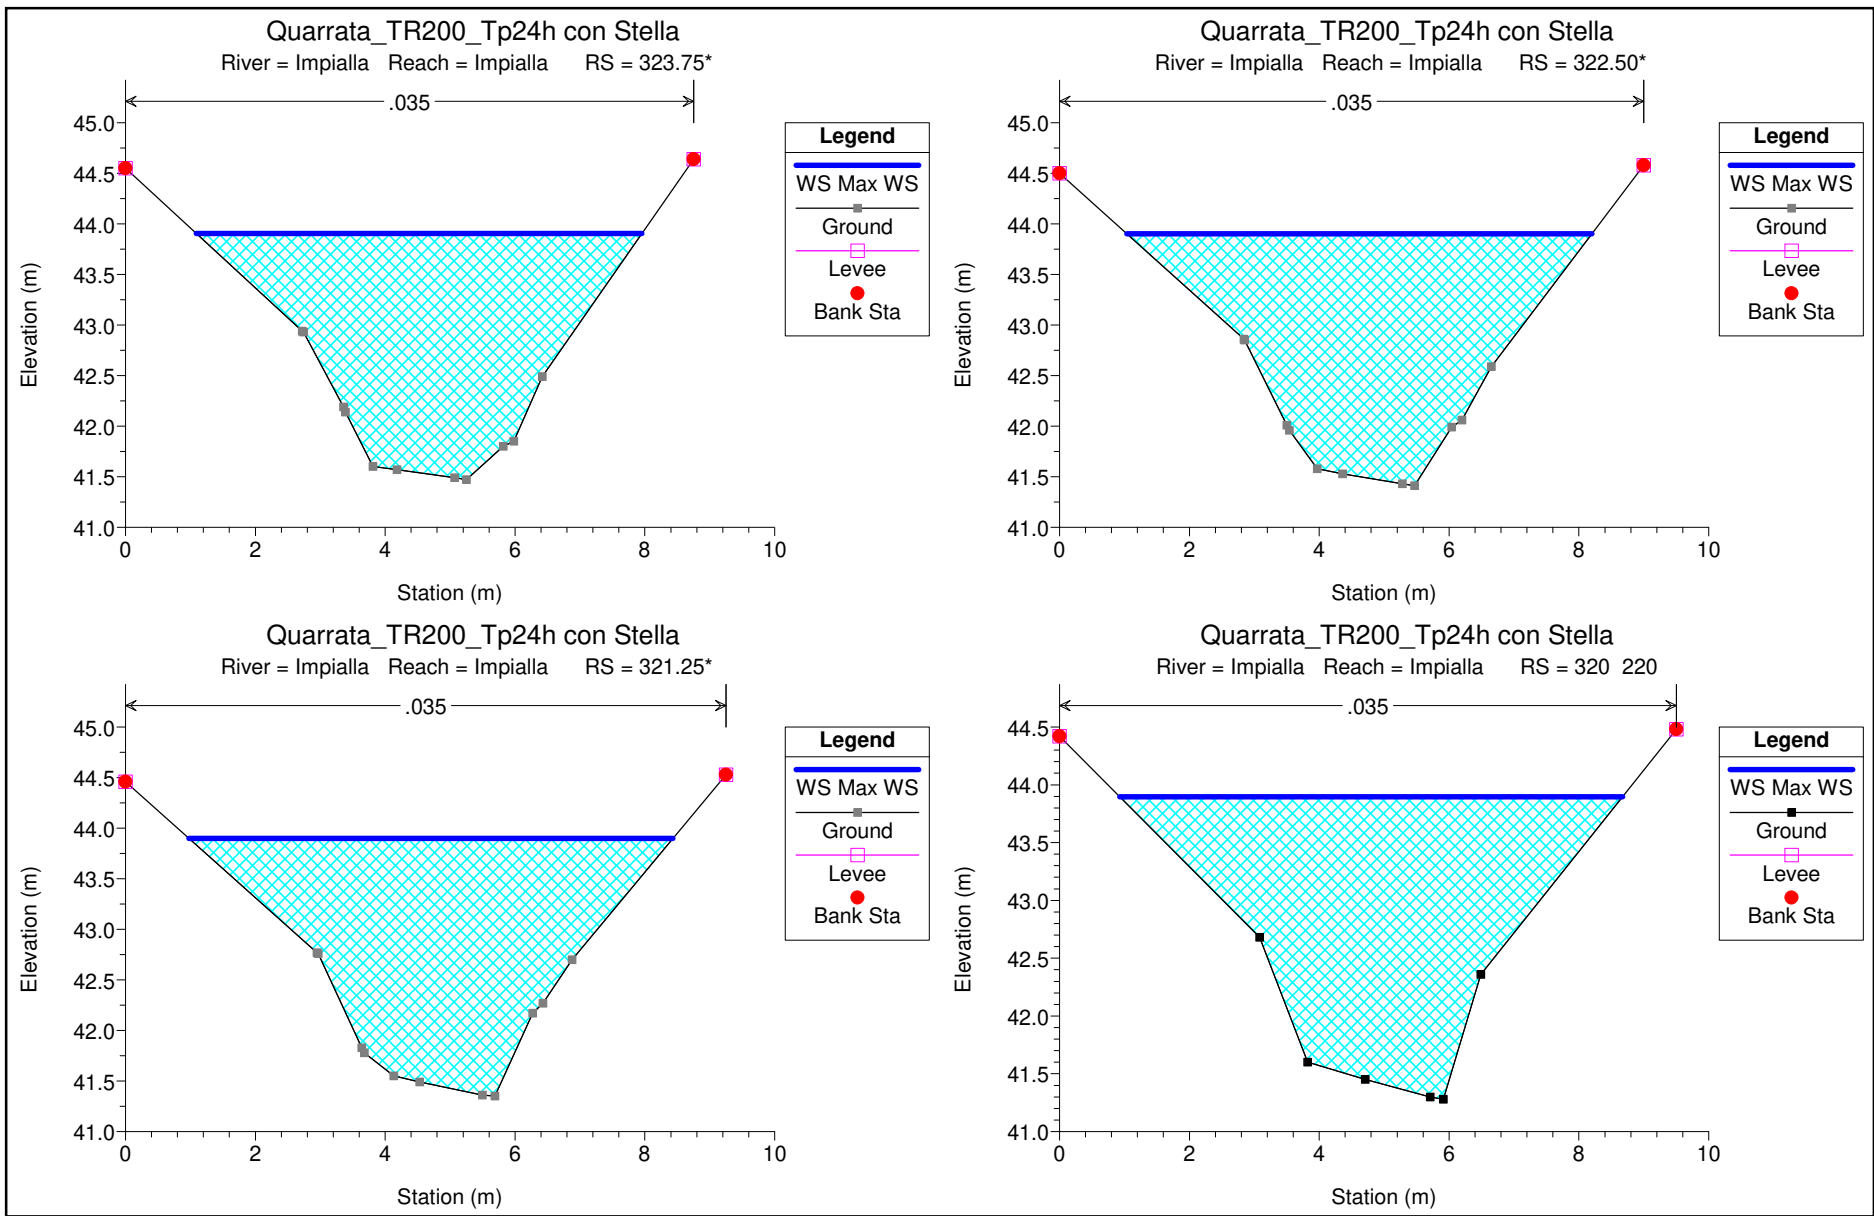 Quarrata_TR200_Tp24h con Stella
River = Impialla Reach = Impialla RS = 323.75*
.035
45.0
44.5
44.0
43.5
43.0
42.5
42.0
41.5
41.0
0 2 4 6 8 10
Station (m)
Elevation (m)
Legend
WS Max WS
Ground
Levee
Bank Sta
Quarrata_TR200_Tp24h con Stella
River = Impialla Reach = Impialla RS = 322.50*
.035
45.0
44.5
44.0
43.5
43.0
42.5
42.0
41.5
41.0
0 2 4 6 8 10
Station (m)
Elevation (m)
Legend
WS Max WS
Ground
Levee
Bank Sta
Quarrata_TR200_Tp24h con Stella
River = Impialla Reach = Impialla RS = 321.25*
.035
45.0
44.5
44.0
43.5
43.0
42.5
42.0
41.5
41.0
0 2 4 6 8 10
Station (m)
Elevation (m)
Legend
WS Max WS
Ground
Levee
Bank Sta
Quarrata_TR200_Tp24h con Stella
River = Impialla Reach = Impialla RS = 320 220
.035
44.5
44.0
43.5
43.0
42.5
42.0
41.5
41.0
0 2 4 6 8 10
Station (m)
Elevation (m)
Legend
WS Max WS
Ground
Levee
Bank Sta